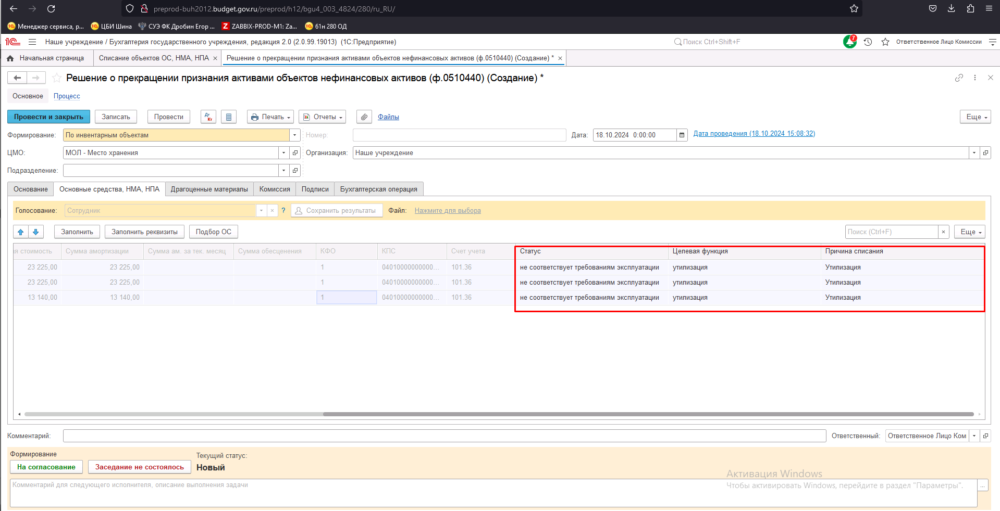 preprod-buh2012.budget.gov.ru/preprod/h12/bgu4_003_4824/280/ru_RU/
Менеджер сервиса, р... ЦБИ Шина СУЭ ФК Дробин Егор ... ZABBIX-PROD-M1: Za... 61н 280 ОД
Наше учреждение / Бухгалтерия государственного учреждения, редакция 2.0 (2.0.99.19013) (1С:Предприятие) Поиск Ctrl+Shift+F 7 Ответственное Лицо Комиссии
Начальная страница Списание объектов ОС, НМА, НПА × Решение о прекращении признания активами объектов нефинансовых активов (ф.0510440) (Создание) * ×
Решение о прекращении признания активами объектов нефинансовых активов (ф.0510440) (Создание) *
Основное Процесс
Провести и закрыть Записать Провести Дт Кт Печать Отчеты Файлы Еще
Формирование: По инвентарным объектам Номер: Дата: 18.10.2024 0:00:00 Дата проведения (18.10.2024 15:08:32)
ЦМО: МОЛ - Место хранения Организация: Наше учреждение
Подразделение:
Основание Основные средства, НМА, НПА Драгоценные материалы Комиссия Подписи Бухгалтерская операция
Голосование: Сотрудник × ? Сохранить результаты Файл: Нажмите для выбора
Заполнить Заполнить реквизиты Подбор ОС Поиск (Ctrl+F) × Еще
я стоимость Сумма амортизации Сумма ам. за тек. месяц Сумма обесценения КФО КПС Счет учета Статус Целевая функция Причина списания
23 225,00 23 225,00 1 04010000000000... 101.36 не соответствует требованиям эксплуатации утилизация Утилизация
23 225,00 23 225,00 1 04010000000000... 101.36 не соответствует требованиям эксплуатации утилизация Утилизация
13 140,00 13 140,00 1 04010000000000... 101.36 не соответствует требованиям эксплуатации утилизация Утилизация
Комментарий: Ответственный: Ответственное Лицо Ком
Формирование Текущий статус:
На согласование Заседание не состоялось Новый
Активация Windows
Комментарий для следующего исполнителя, описание выполнения задачи Чтобы активировать Windows, перейдите в раздел "Параметры". ...